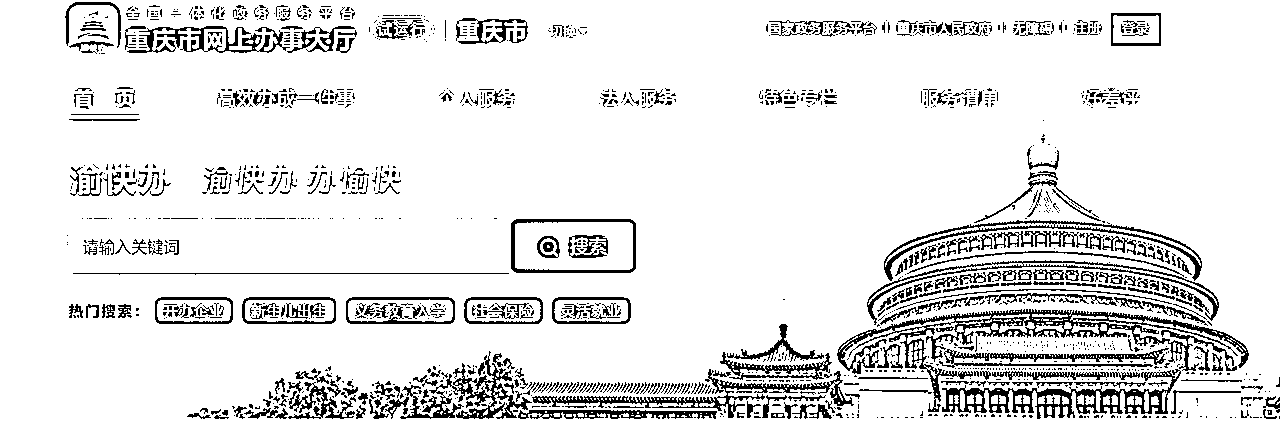 全国一体化政务服务平台
重庆市网上办事大厅 试运行 重庆市 切换
国家政务服务平台 重庆市人民政府 无障碍 注册 登录
首页 高效办成一件事 个人服务 法人服务 特色专栏 服务清单 好差评
渝快办 渝快办 办愉快
请输入关键词 搜索
热门搜索： 开办企业 新生儿出生 义务教育入学 社会保险 灵活就业